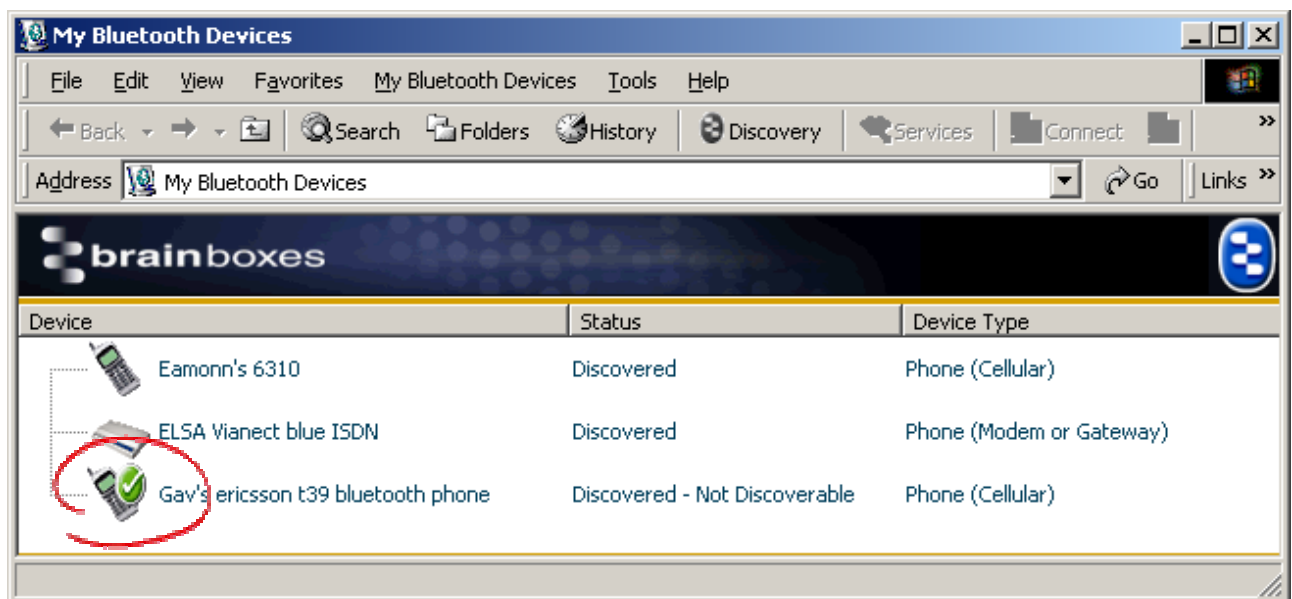 My Bluetooth Devices
File Edit View Favorites My Bluetooth Devices Tools Help
Back Search Folders History Discovery Services Connect »
Address My Bluetooth Devices Go Links »
brainboxes
Device Status Device Type
Eamonn's 6310 Discovered Phone (Cellular)
ELSA Vianect blue ISDN Discovered Phone (Modem or Gateway)
Gav's ericsson t39 bluetooth phone Discovered - Not Discoverable Phone (Cellular)